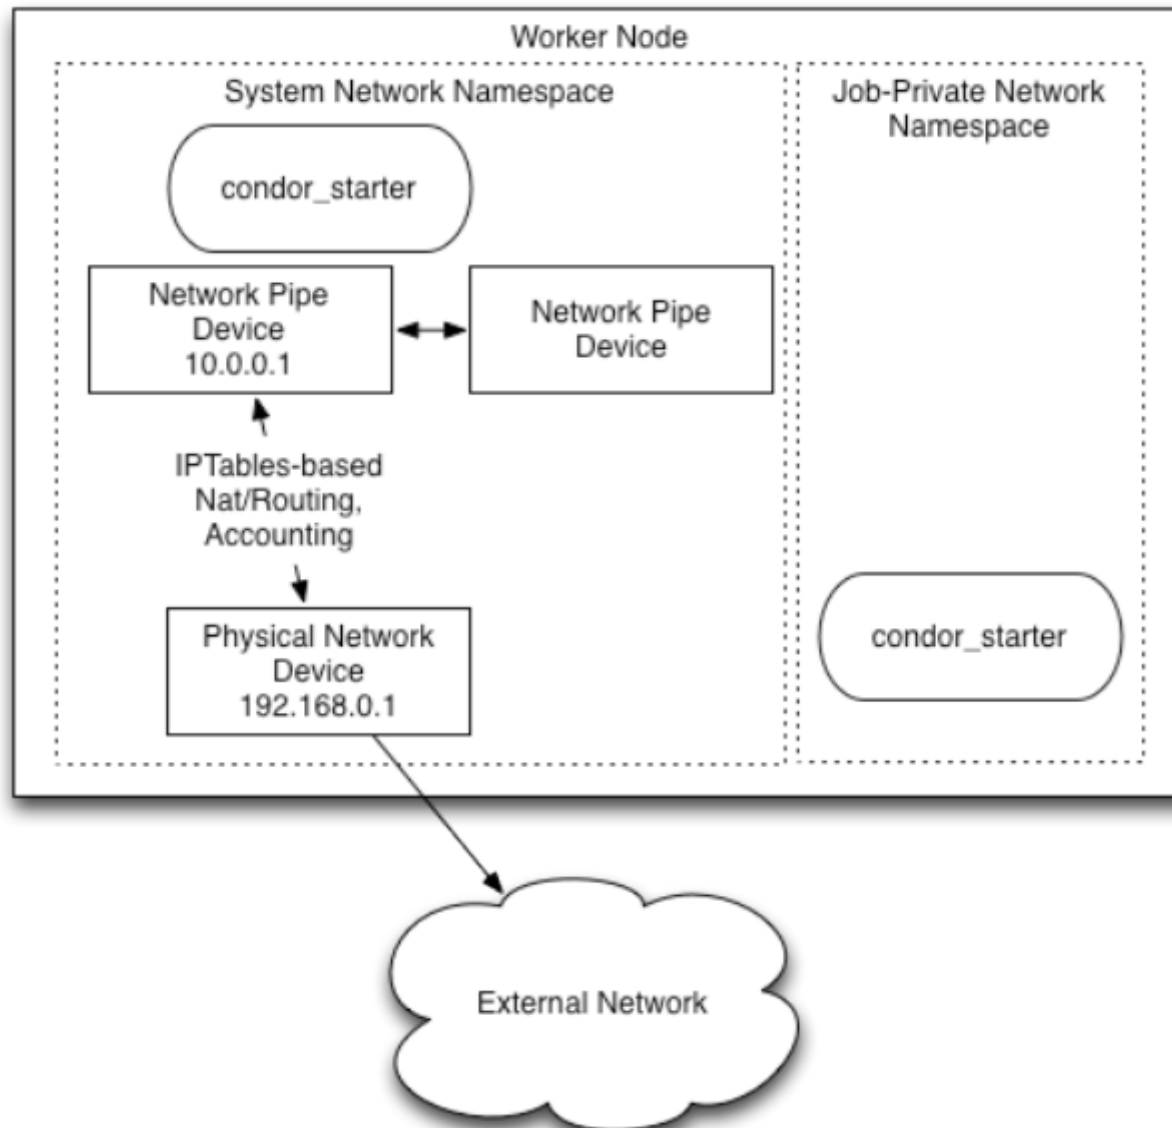 Worker Node
System Network Namespace
Job-Private Network
Namespace
condor_starter
Network Pipe
Device
10.0.0.1
Network Pipe
Device
IPTables-based
Nat/Routing,
Accounting
Physical Network
Device
192.168.0.1
condor_starter
External Network